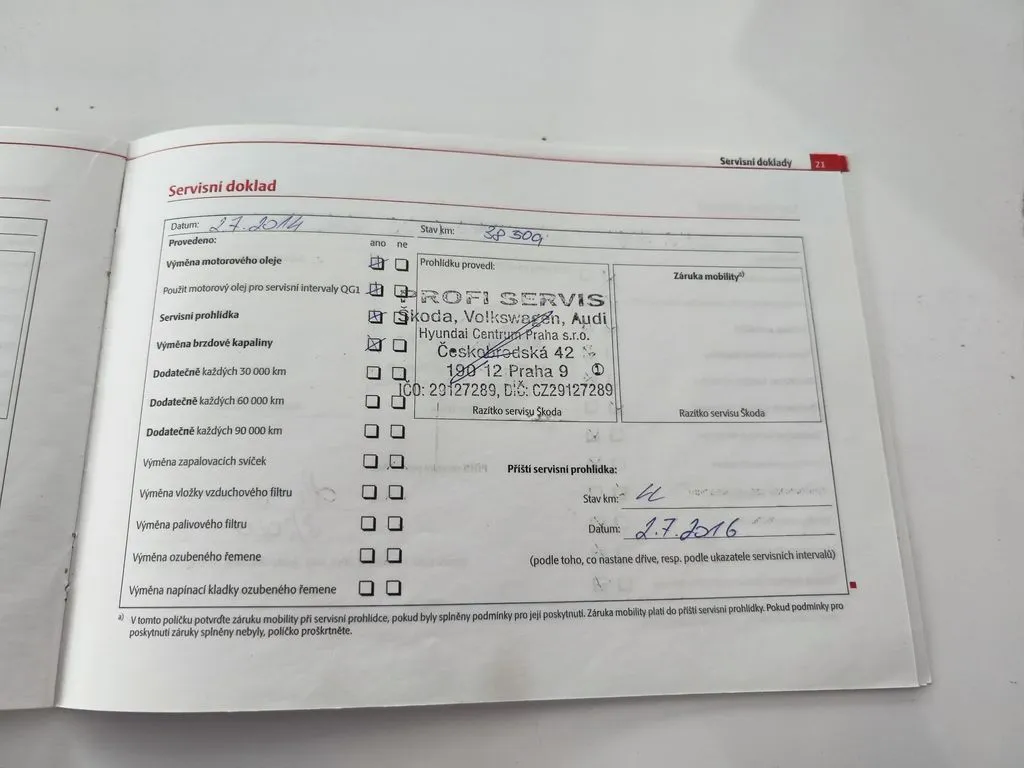 Servisní doklady 21
Servisní doklad
Datum: 2.7.2014 Stav km: 38 509
Provedeno: ano ne
Výměna motorového oleje
Použit motorový olej pro servisní intervaly QG1
Servisní prohlídka
Výměna brzdové kapaliny
Dodatečně každých 30 000 km
Dodatečně každých 60 000 km
Dodatečně každých 90 000 km
Výměna zapalovacích svíček
Výměna vložky vzduchového filtru
Výměna palivového filtru
Výměna ozubeného řemene
Výměna napínací kladky ozubeného řemene
Prohlídku provedl:
PROFI SERVIS
Škoda, Volkswagen, Audi
Hyundai Centrum Praha s.r.o.
Českobrodská 42
190 12 Praha 9 1
IČO: 29127289, DIČ: CZ29127289
Razítko servisu Škoda
Záruka mobility a)
Razítko servisu Škoda
Příští servisní prohlídka:
Stav km:
Datum: 2.7.2016
(podle toho, co nastane dříve, resp. podle ukazatele servisních intervalů)
a) V tomto políčku potvrďte záruku mobility při servisní prohlídce, pokud byly splněny podmínky pro její poskytnutí. Záruka mobility platí do příští servisní prohlídky. Pokud podmínky pro
poskytnutí záruky splněny nebyly, políčko proškrtněte.